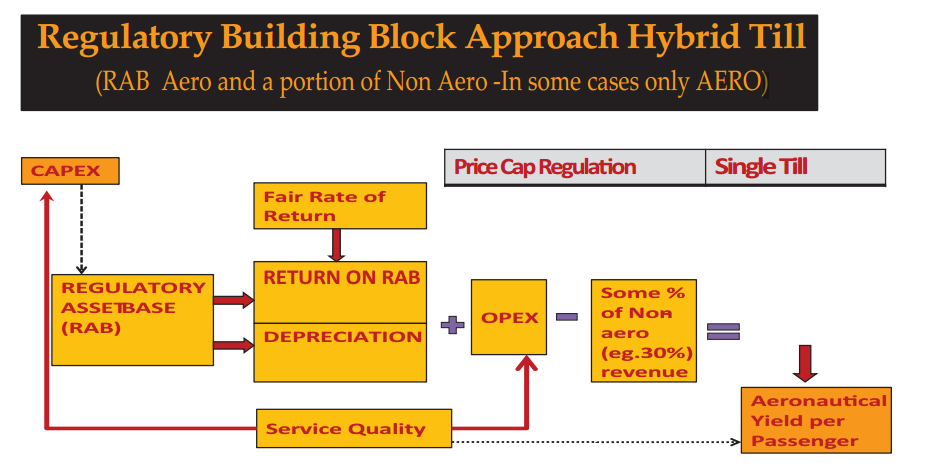 Regulatory Building Block Approach Hybrid Till
(RAB Aero and a portion of Non Aero -In some cases only AERO)
Price Cap Regulation
Single Till
CAPEX
Fair Rate of
Return
REGULATORY
ASSETBASE
(RAB)
RETURN ON RAB
DEPRECIATION
OPEX
Some %
of Non
aero
(eg.30%)
revenue
Service Quality
Aeronautical
Yield per
Passenger